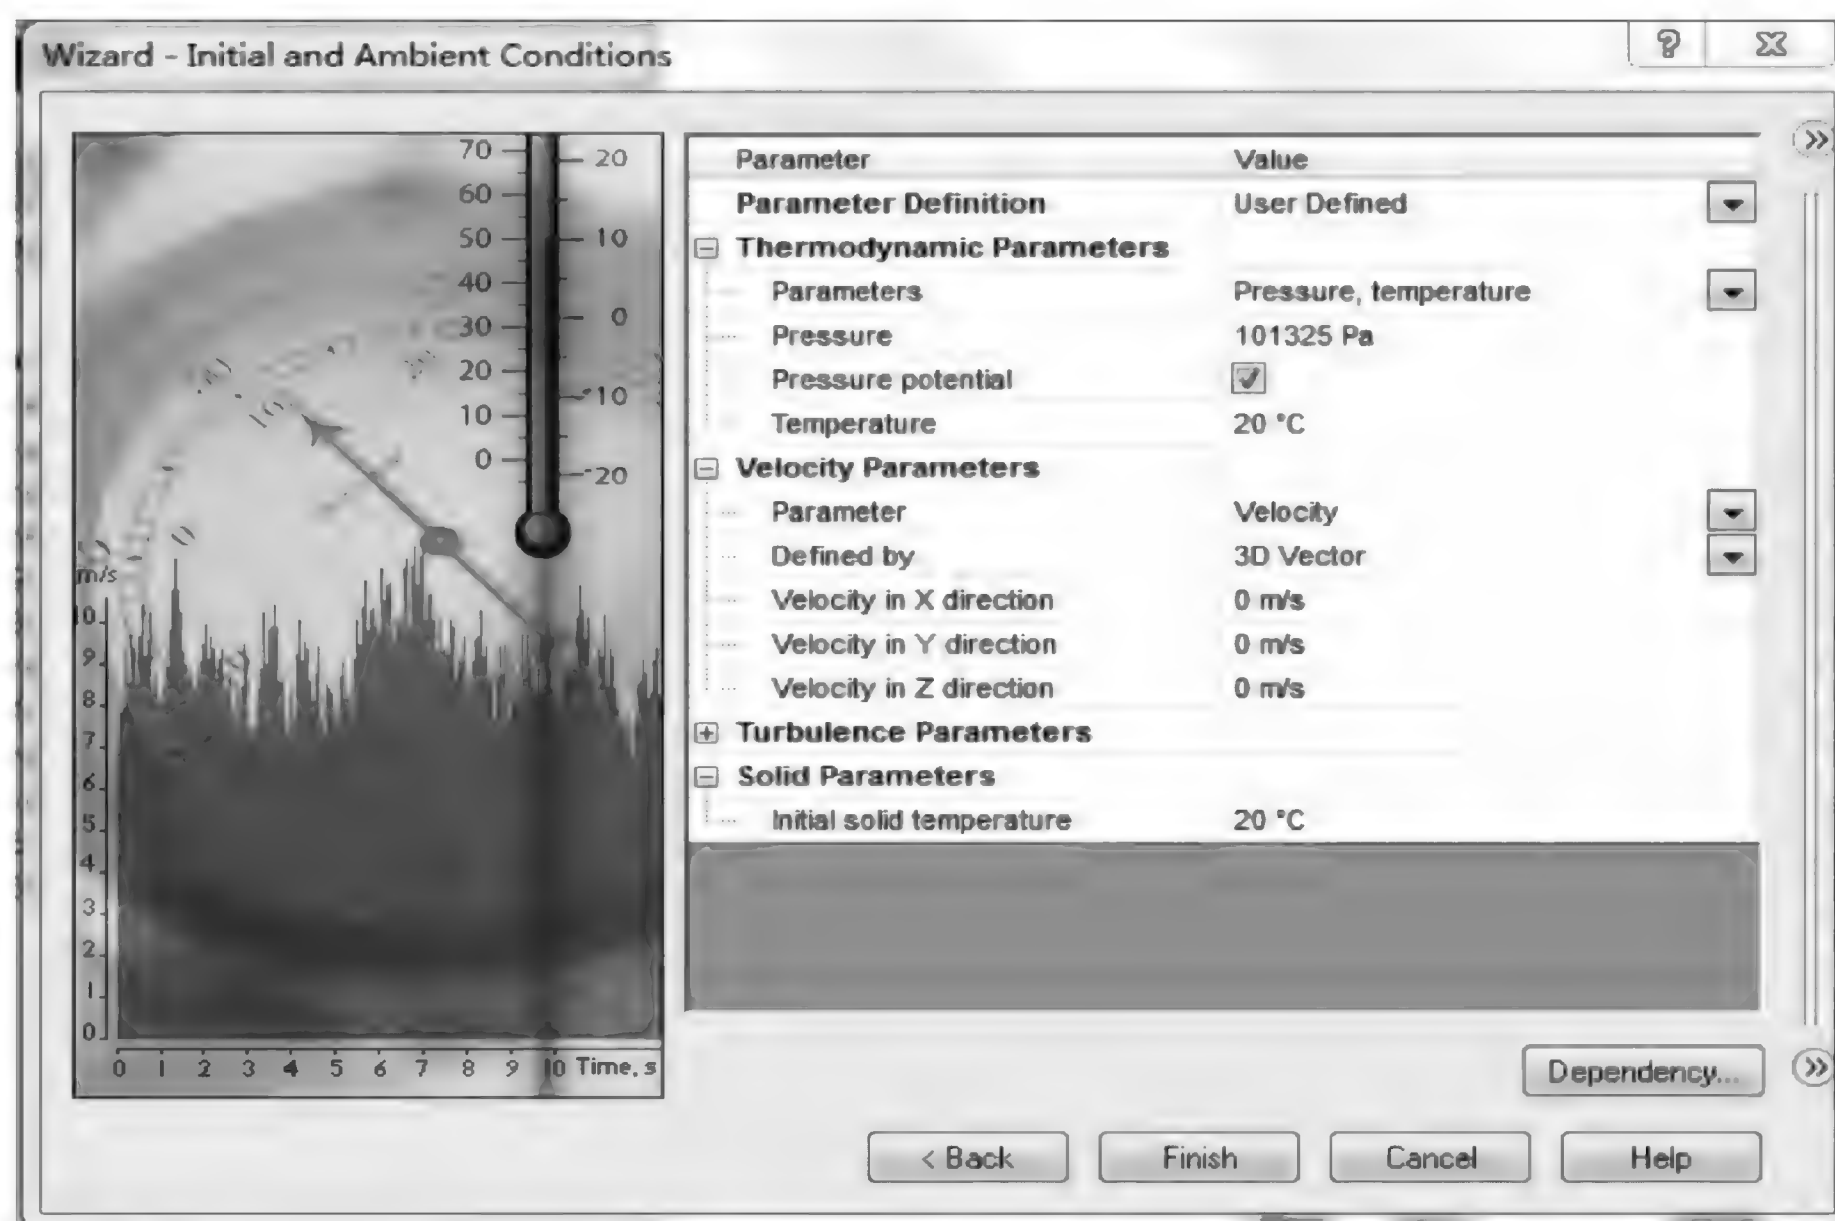 Wizard - Initial and Ambient Conditions
70 20
60
50 10
40
30 0
20
10 -10
0
-20
m/s
10
9
8
7
6
5
4
3
2
1
0
0 1 2 3 4 5 6 7 8 9 10 Time, s
Parameter Value
Parameter Definition User Defined
Thermodynamic Parameters
Parameters Pressure, temperature
Pressure 101325 Pa
Pressure potential
Temperature 20 °C
Velocity Parameters
Parameter Velocity
Defined by 3D Vector
Velocity in X direction 0 m/s
Velocity in Y direction 0 m/s
Velocity in Z direction 0 m/s
Turbulence Parameters
Solid Parameters
Initial solid temperature 20 °C
Dependency...
< Back Finish Cancel Help